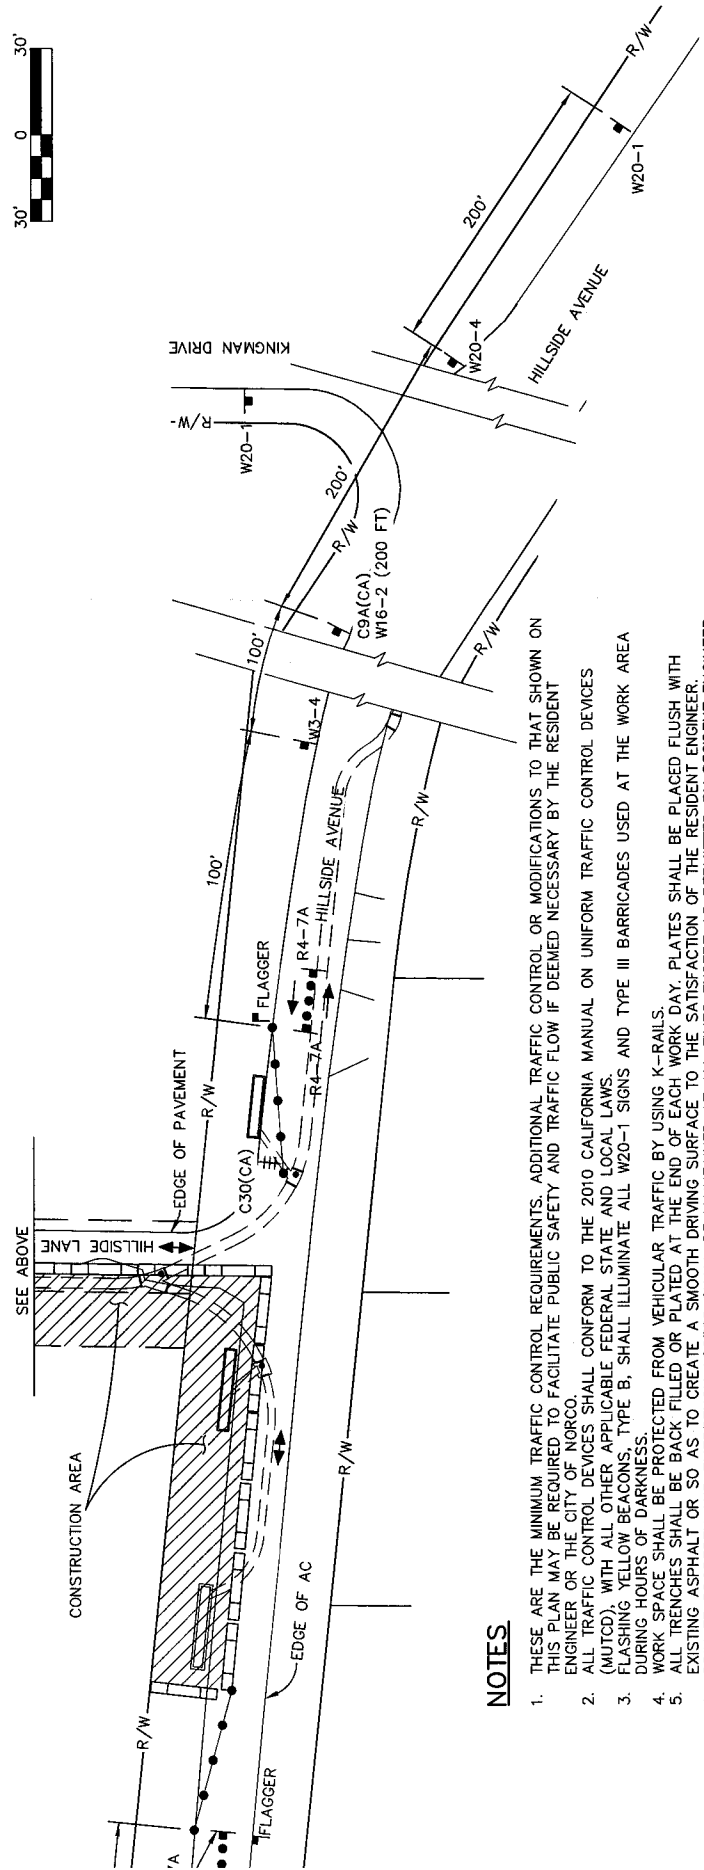 30'
0
30'
R/W
200'
W20-1
KINGMAN DRIVE
W20-4
HILLSIDE AVENUE
R/W-
W20-1
200'
R/W
C9A(CA)
W16-2 (200 FT)
R/W
100'
W3-4
HILLSIDE AVENUE
R/W
100'
FLAGGER
R4-7A
R4-7A
EDGE OF PAVEMENT
R/W
C30(CA)
SEE ABOVE
HILLSIDE LANE
CONSTRUCTION AREA
R/W
EDGE OF AC
R/W
FLAGGER
7A
NOTES
1. THESE ARE THE MINIMUM TRAFFIC CONTROL REQUIREMENTS. ADDITIONAL TRAFFIC CONTROL OR MODIFICATIONS TO THAT SHOWN ON
THIS PLAN MAY BE REQUIRED TO FACILITATE PUBLIC SAFETY AND TRAFFIC FLOW IF DEEMED NECESSARY BY THE RESIDENT
ENGINEER OR THE CITY OF NORCO.
2. ALL TRAFFIC CONTROL DEVICES SHALL CONFORM TO THE 2010 CALIFORNIA MANUAL ON UNIFORM TRAFFIC CONTROL DEVICES
(MUTCD), WITH ALL OTHER APPLICABLE FEDERAL STATE AND LOCAL LAWS.
3. FLASHING YELLOW BEACONS, TYPE B, SHALL ILLUMINATE ALL W20-1 SIGNS AND TYPE III BARRICADES USED AT THE WORK AREA
DURING HOURS OF DARKNESS.
4. WORK SPACE SHALL BE PROTECTED FROM VEHICULAR TRAFFIC BY USING K-RAILS.
5. ALL TRENCHES SHALL BE BACK FILLED OR PLATED AT THE END OF EACH WORK DAY. PLATES SHALL BE PLACED FLUSH WITH
EXISTING ASPHALT OR SO AS TO CREATE A SMOOTH DRIVING SURFACE TO THE SATISFACTION OF THE RESIDENT ENGINEER.